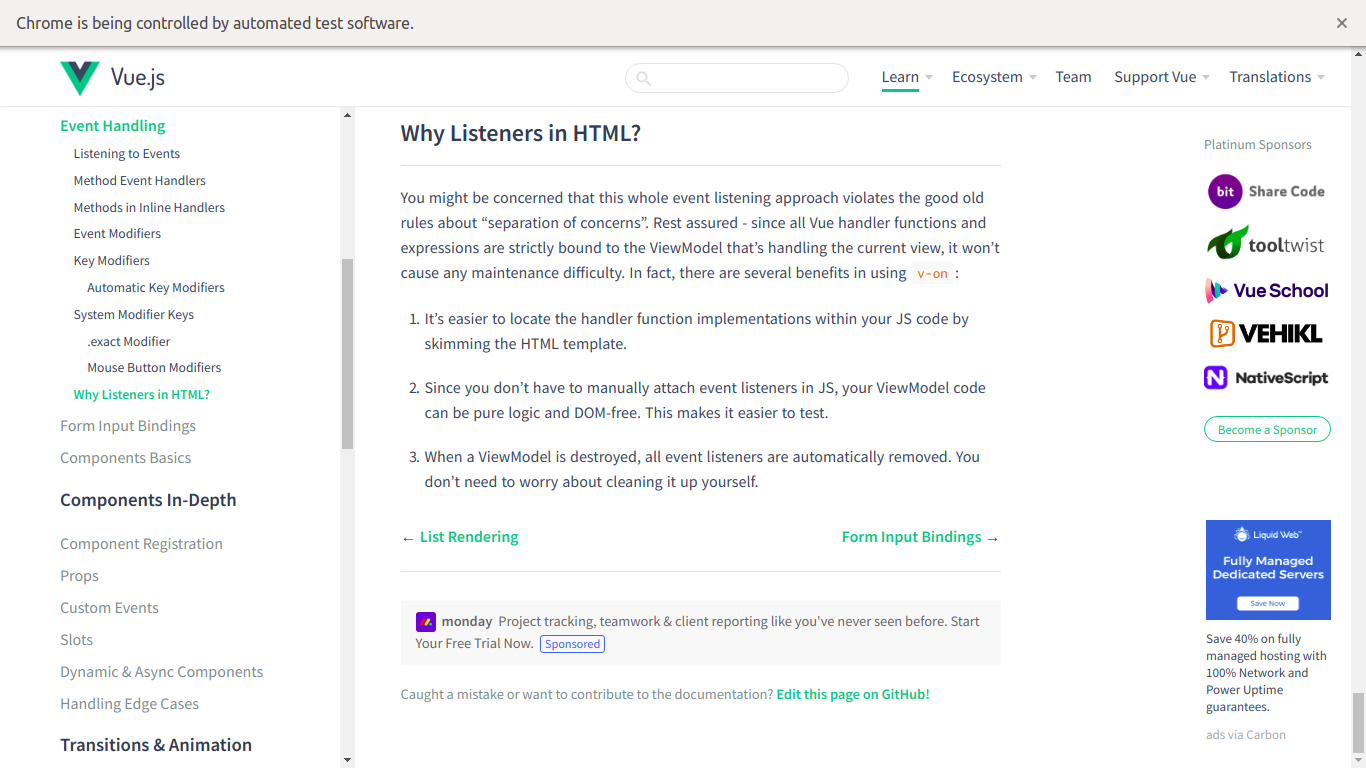 Chrome is being controlled by automated test software.
Vue.js
Learn
Ecosystem
Team
Support Vue
Translations
Event Handling
Listening to Events
Method Event Handlers
Methods in Inline Handlers
Event Modifiers
Key Modifiers
Automatic Key Modifiers
System Modifier Keys
.exact Modifier
Mouse Button Modifiers
Why Listeners in HTML?
Form Input Bindings
Components Basics
Components In-Depth
Component Registration
Props
Custom Events
Slots
Dynamic & Async Components
Handling Edge Cases
Transitions & Animation
Why Listeners in HTML?
You might be concerned that this whole event listening approach violates the good old
rules about “separation of concerns”. Rest assured - since all Vue handler functions and
expressions are strictly bound to the ViewModel that’s handling the current view, it won’t
cause any maintenance difficulty. In fact, there are several benefits in using v-on :
1. It’s easier to locate the handler function implementations within your JS code by
skimming the HTML template.
2. Since you don’t have to manually attach event listeners in JS, your ViewModel code
can be pure logic and DOM-free. This makes it easier to test.
3. When a ViewModel is destroyed, all event listeners are automatically removed. You
don’t need to worry about cleaning it up yourself.
← List Rendering
Form Input Bindings →
monday Project tracking, teamwork & client reporting like you've never seen before. Start
Your Free Trial Now. Sponsored
Caught a mistake or want to contribute to the documentation? Edit this page on GitHub!
Platinum Sponsors
bit Share Code
tooltwist
Vue School
VEHIKL
NativeScript
Become a Sponsor
Liquid Web
Fully Managed
Dedicated Servers
Save Now
Save 40% on fully
managed hosting with
100% Network and
Power Uptime
guarantees.
ads via Carbon